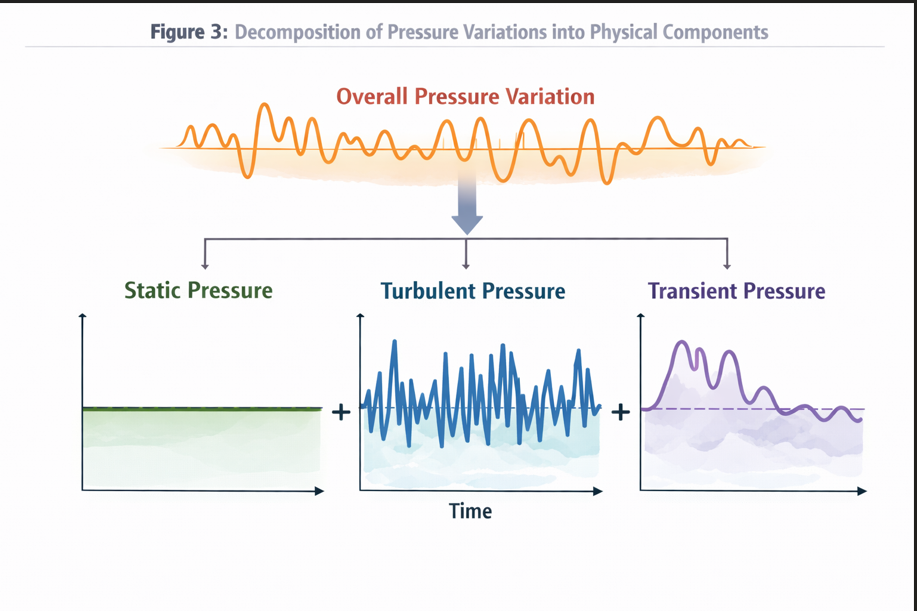 Figure 3: Decomposition of Pressure Variations into Physical Components
Overall Pressure Variation
Static Pressure
Turbulent Pressure
Transient Pressure
+
+
Time